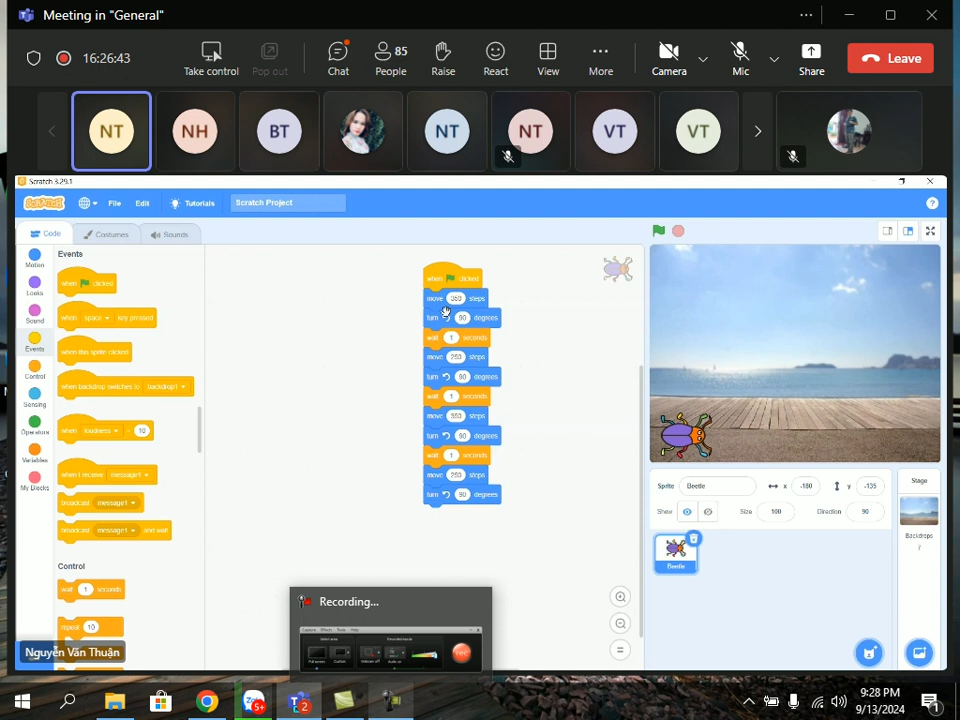 Meeting in "General"
16:26:43
Take control
Pop out
Chat
85
People
Raise
React
View
More
Camera
Mic
Share
Leave
NT
NH
BT
NT
NT
VT
VT
Scratch 3.29.1
SCRATCH
File
Edit
Tutorials
Scratch Project
Code
Costumes
Sounds
Motion
Looks
Sound
Events
Control
Sensing
Operators
Variables
My Blocks
Events
when clicked
when space key pressed
when this sprite clicked
when backdrop switches to backdrop1
when loudness > 10
when I receive message1
broadcast message1
broadcast message1 and wait
Control
wait 1 seconds
repeat 10
when clicked
move 350 steps
turn 90 degrees
wait 1 seconds
move 250 steps
turn 90 degrees
wait 1 seconds
move 350 steps
turn 90 degrees
wait 1 seconds
move 250 steps
turn 90 degrees
Sprite Beetle x -180 y -135
Show Size 100 Direction 90
Beetle
Stage
Backdrops
Nguyễn Văn Thuận
Recording...
rec
5+
2
9:28 PM
9/13/2024
1